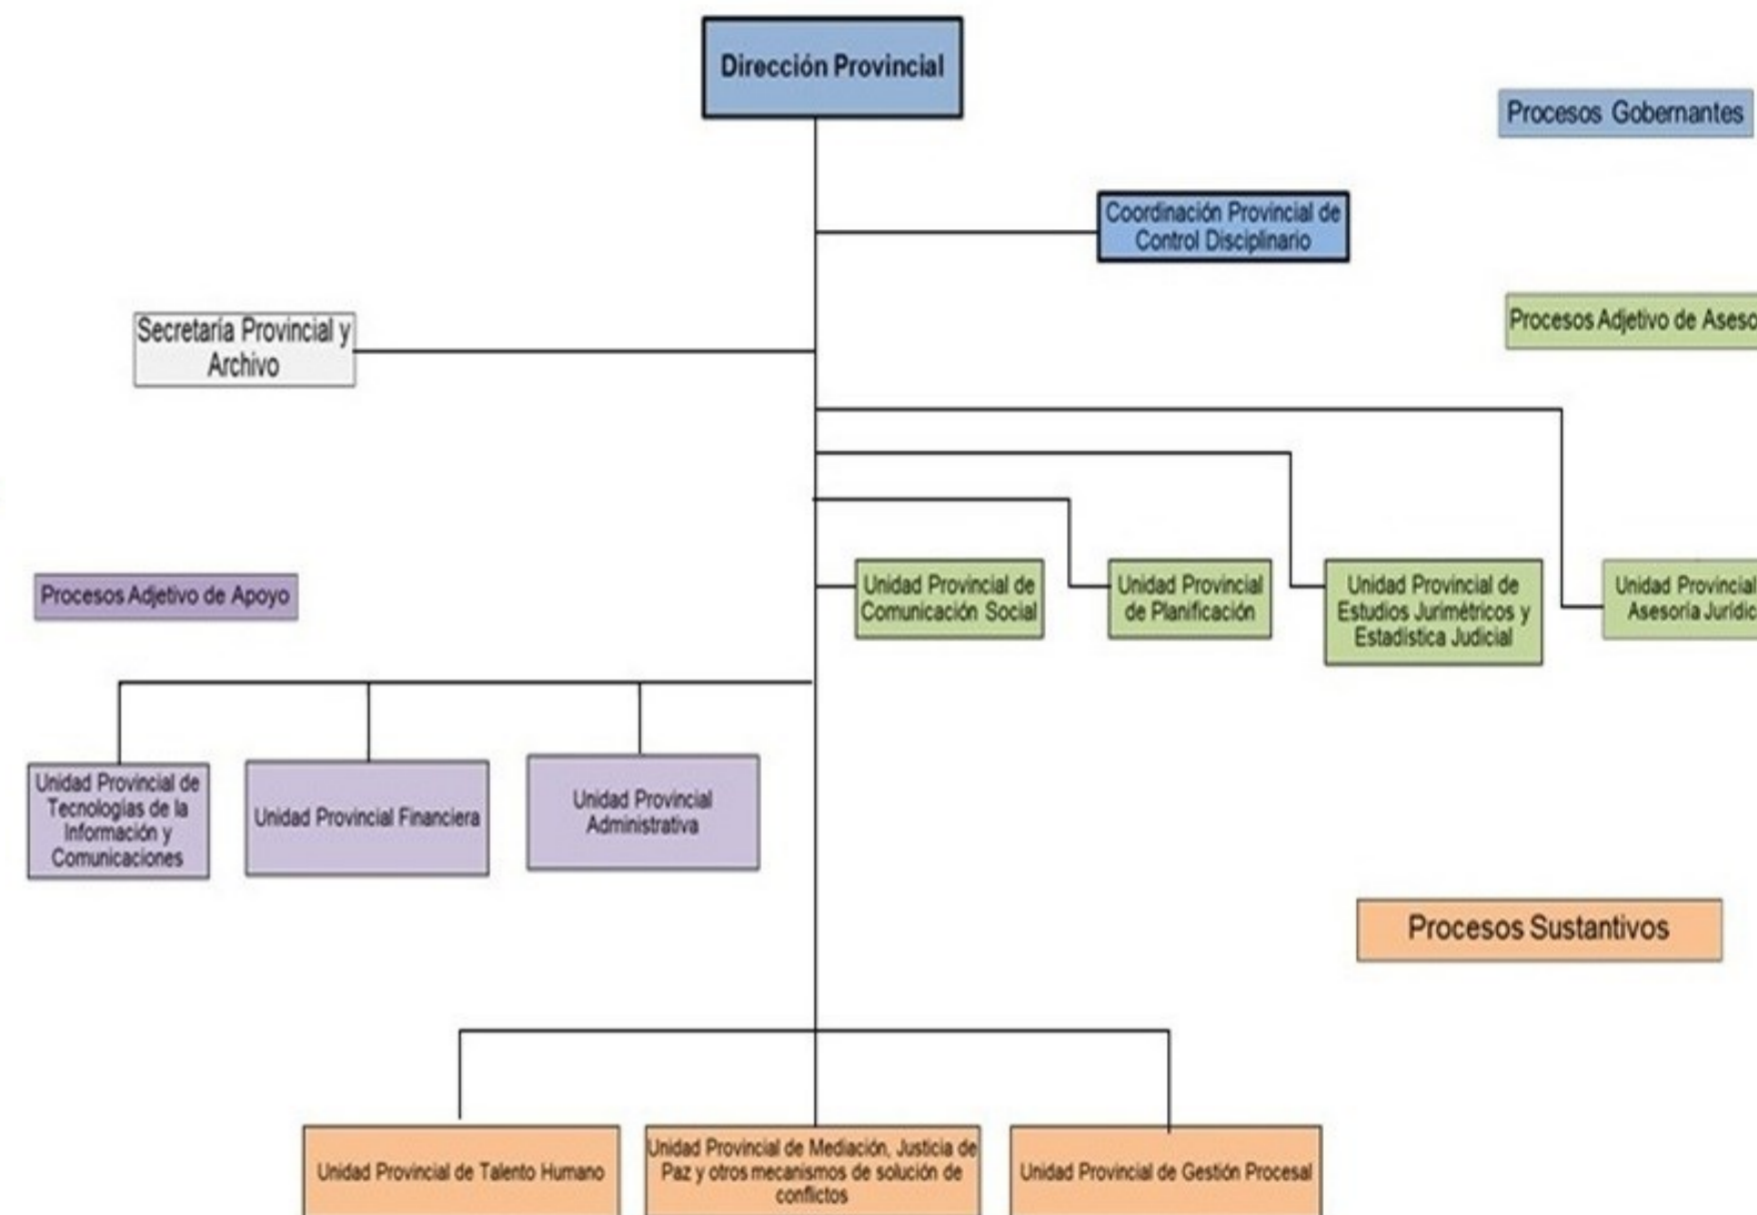 Dirección Provincial
Procesos Gobernantes
Coordinación Provincial de
Control Disciplinario
Procesos Adjetivo de
Secretaría Provincial y
Archivo
Procesos Adjetivo de Apoyo
Unidad Provincial de
Comunicación Social
Unidad Provincial
de Planificación
Unidad Provincial de
Estudios Jurimétricos y
Estadística Judicial
Unidad Provincial
Asesoría
Unidad Provincial de
Tecnologías de la
Información y
Comunicaciones
Unidad Provincial Financiera
Unidad Provincial
Administrativa
Procesos Sustantivos
Unidad Provincial de Talento Humano
Unidad Provincial de Mediación, Justicia de
Paz y otros mecanismos de solución de
conflictos
Unidad Provincial de Gestión Procesal